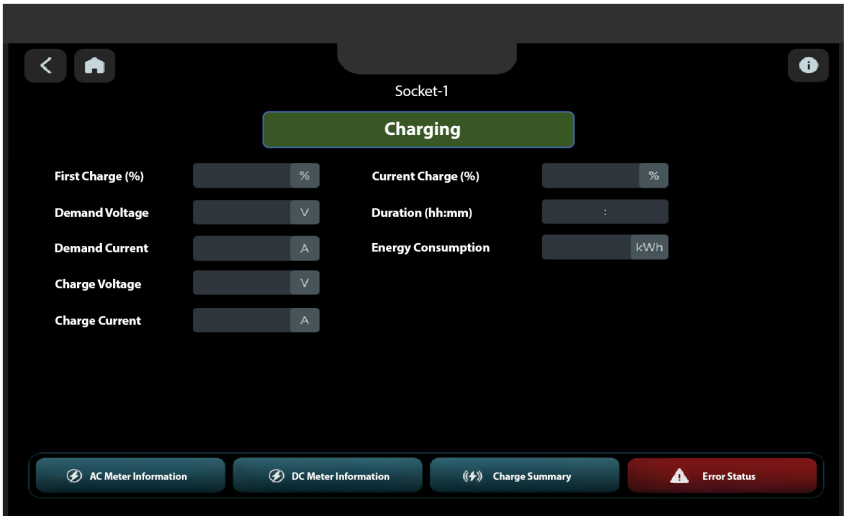 Socket-1
Charging
First Charge (%) %
Current Charge (%) %
Demand Voltage V
Duration (hh:mm) :
Demand Current A
Energy Consumption kWh
Charge Voltage V
Charge Current A
AC Meter Information
DC Meter Information
Charge Summary
Error Status